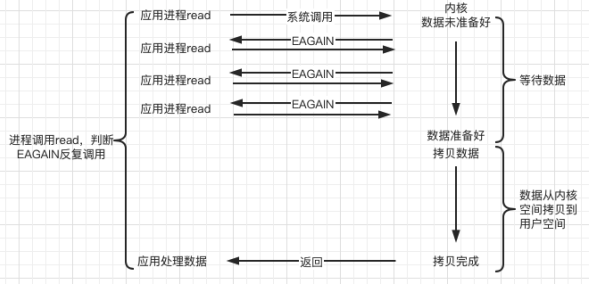 应用进程read
系统调用
内核
数据未准备好
应用进程read
EAGAIN
应用进程read
EAGAIN
等待数据
应用进程read
EAGAIN
进程调用read，判断
EAGAIN反复调用
数据准备好
拷贝数据
数据从内核
空间拷贝到
用户空间
应用处理数据
返回
拷贝完成